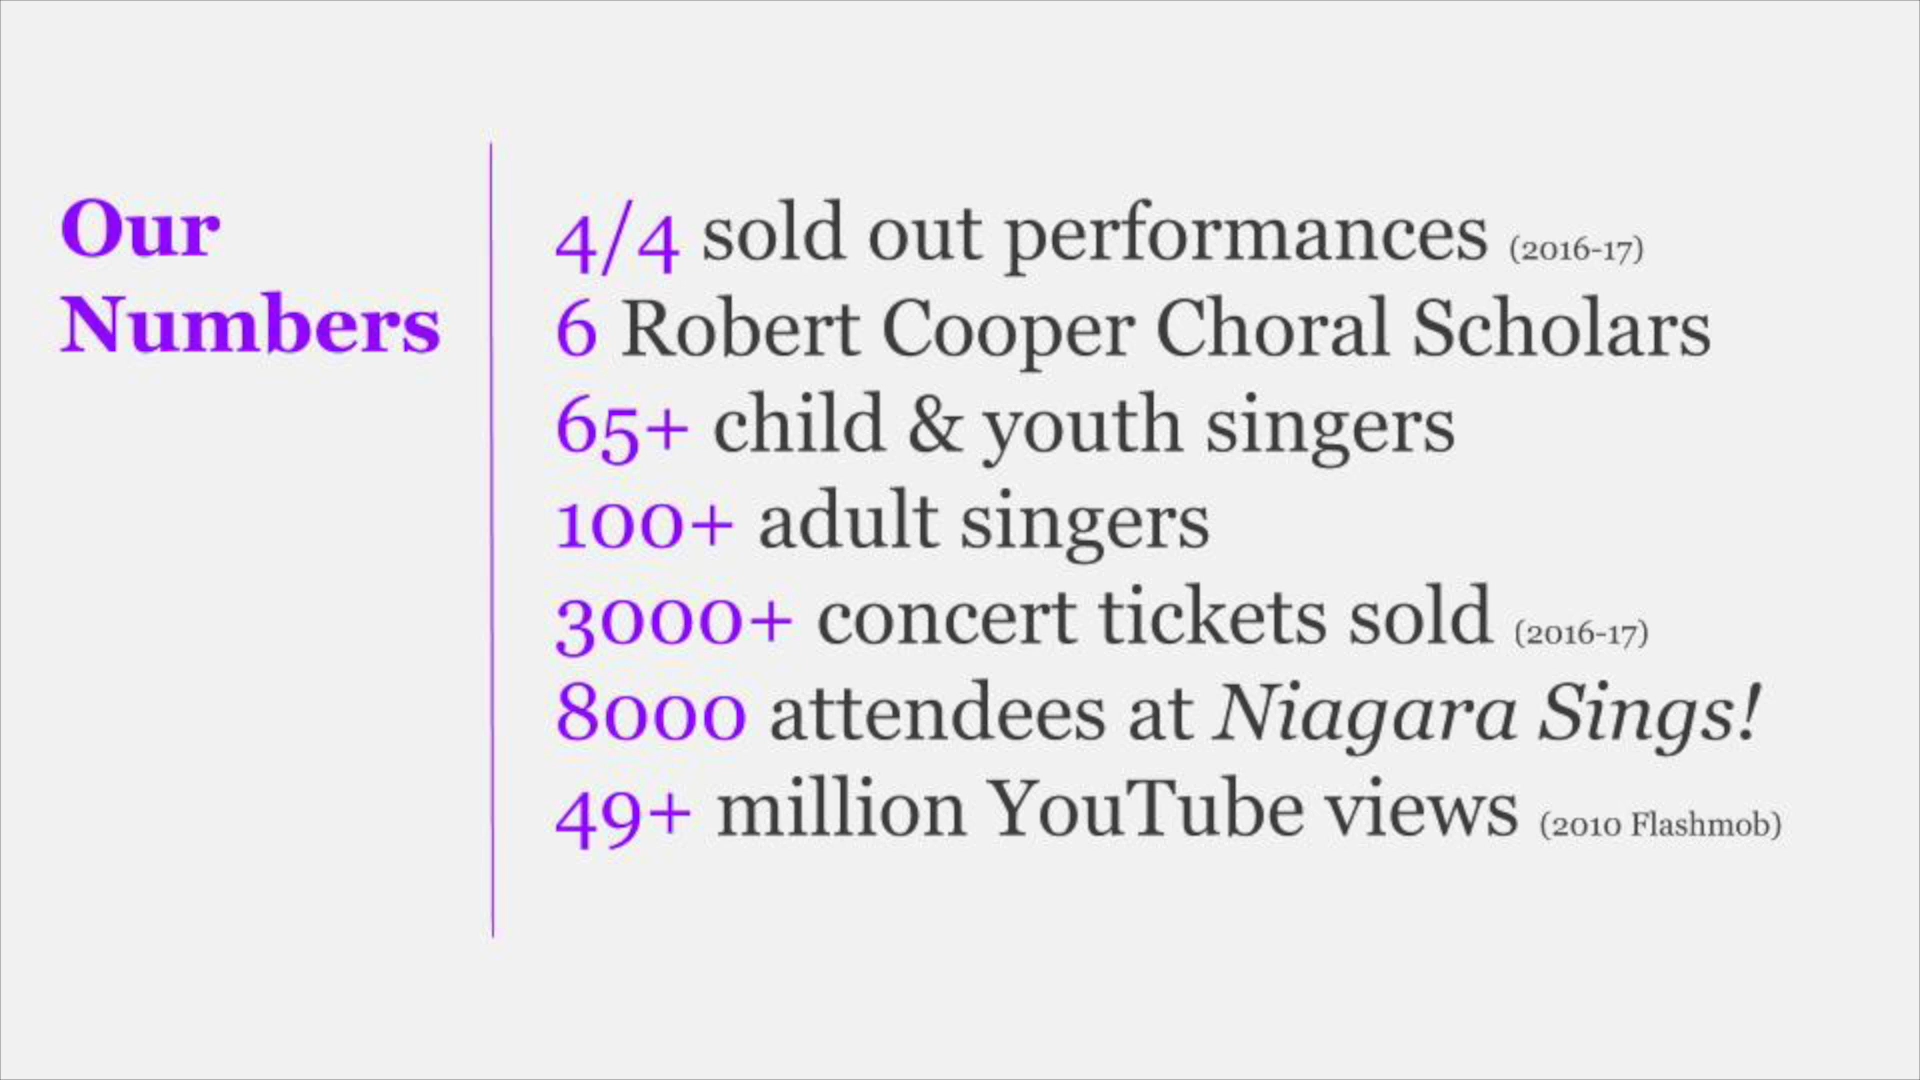 Our
Numbers
4/4 sold out performances (2016-17)
6 Robert Cooper Choral Scholars
65+ child & youth singers
100+ adult singers
3000+ concert tickets sold (2016-17)
8000 attendees at Niagara Sings!
49+ million YouTube views (2010 Flashmob)